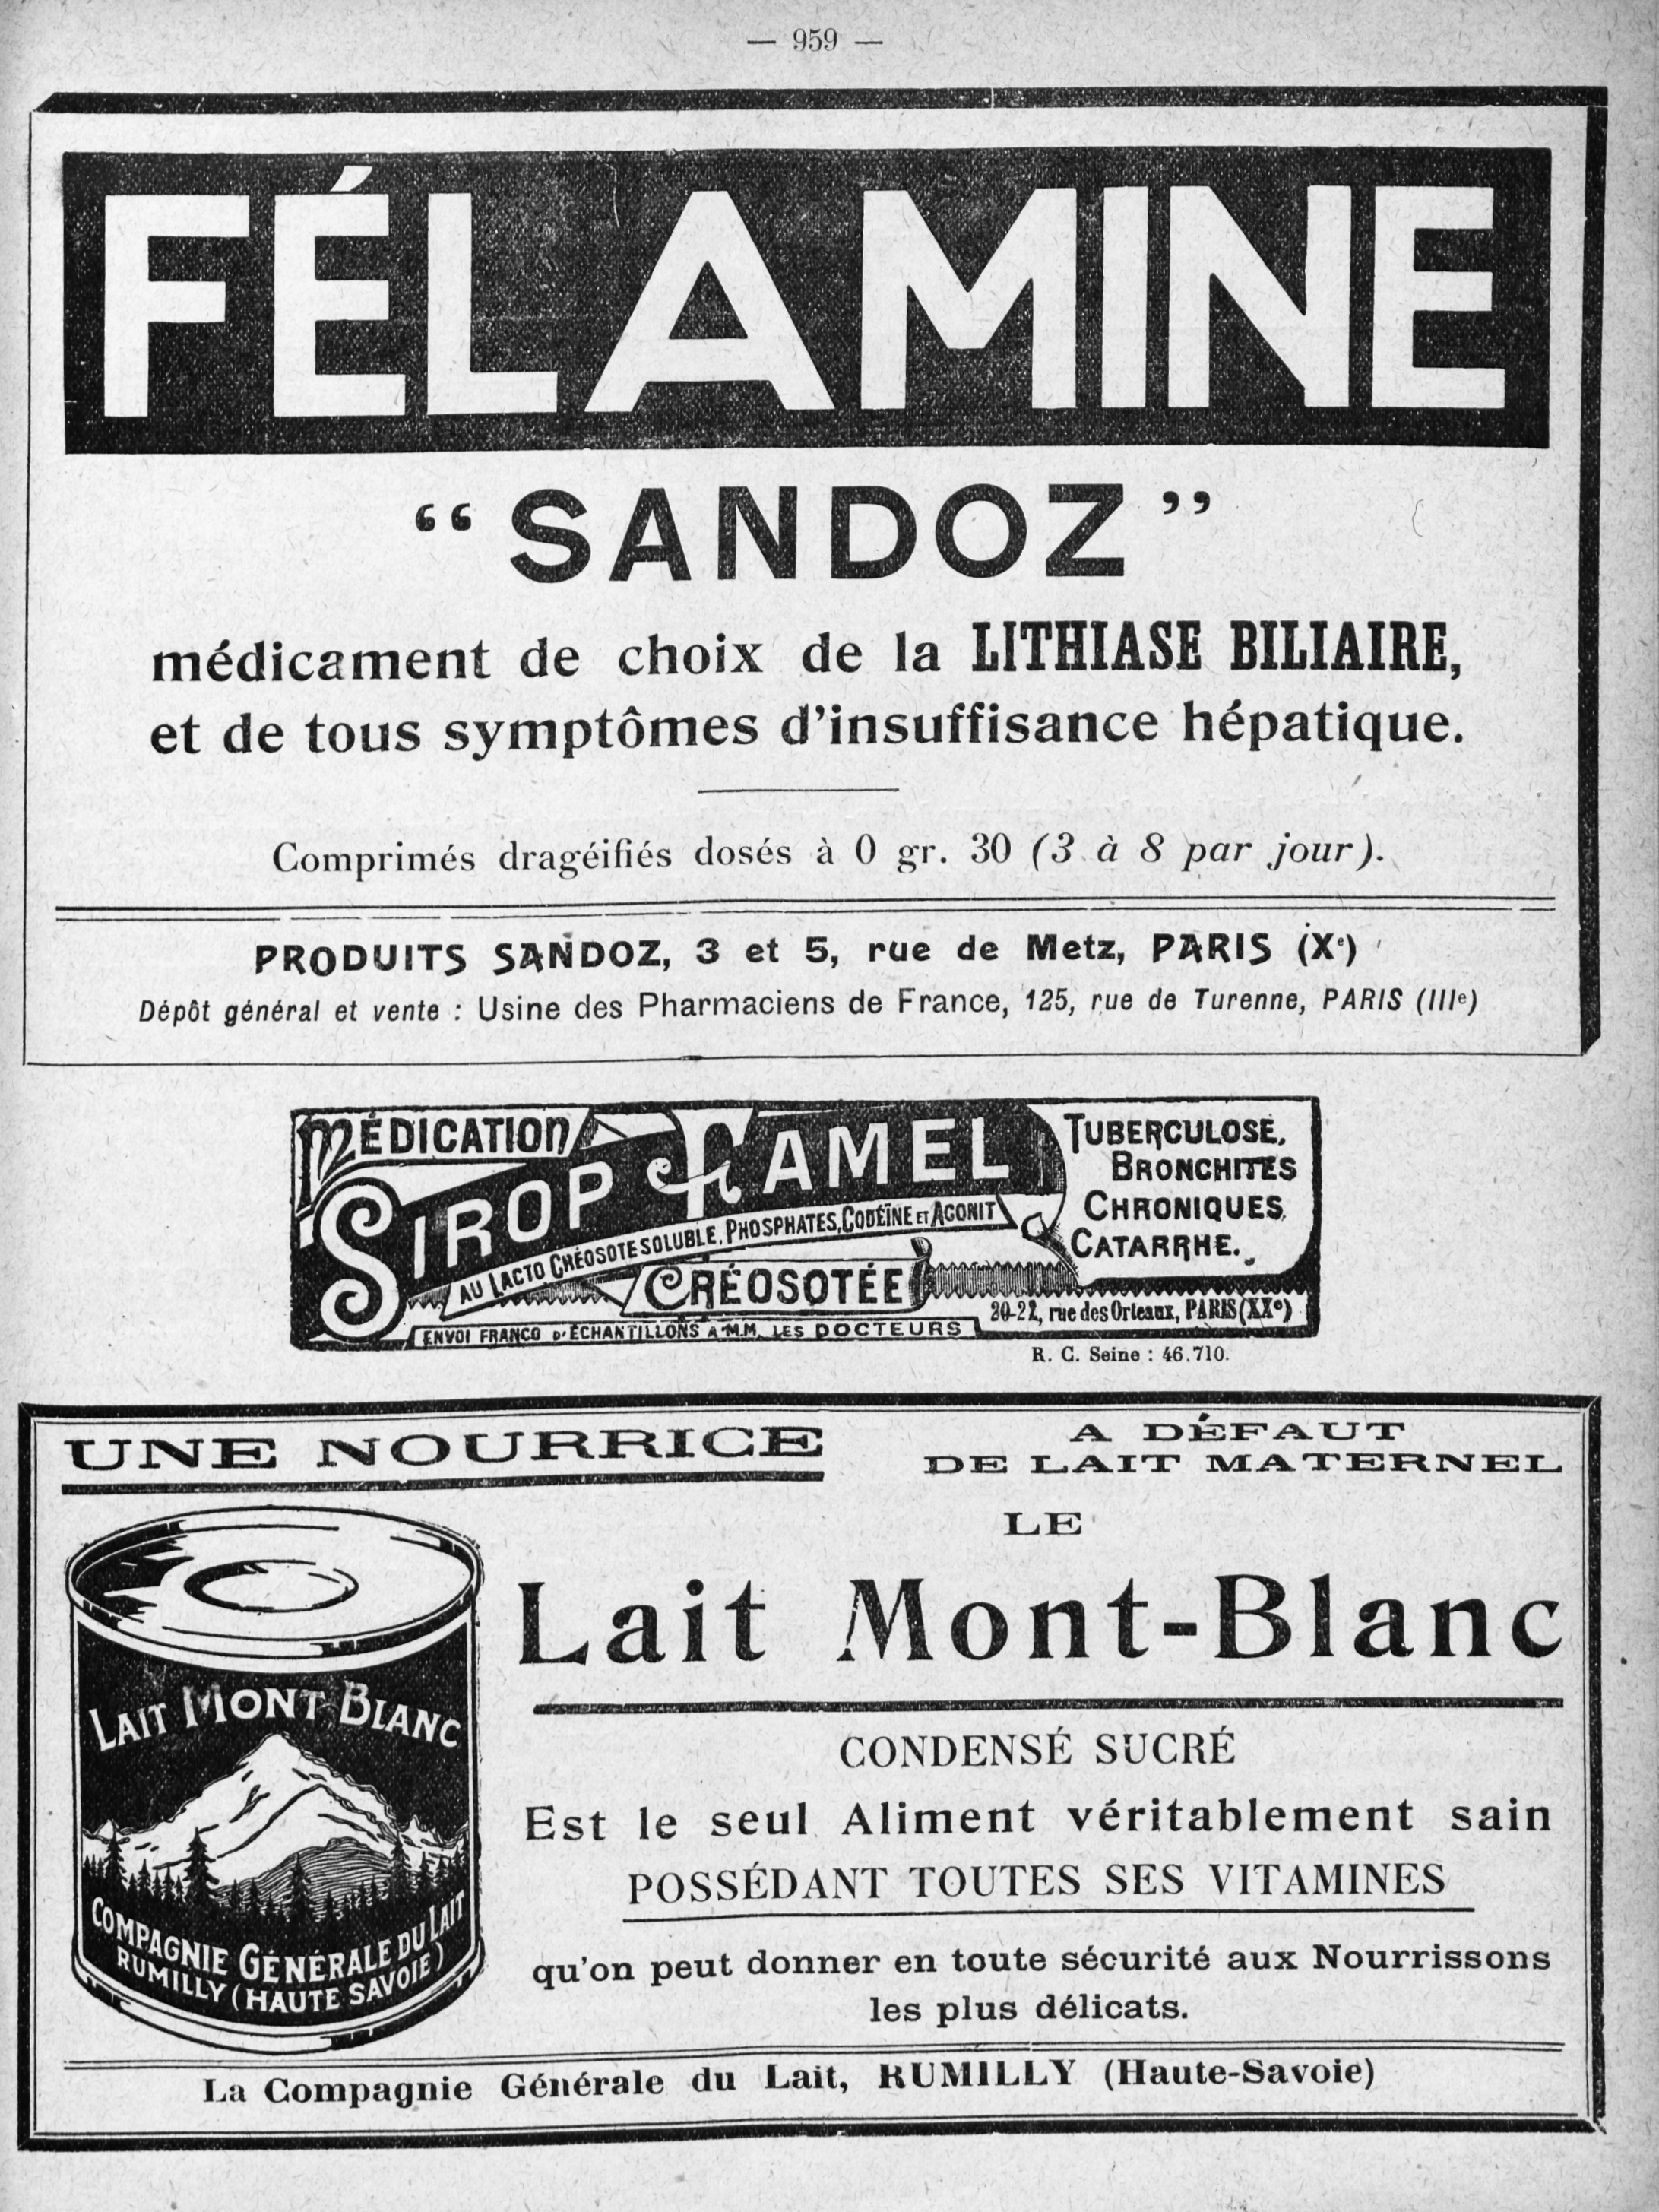 — 959 —
FÉLAMINE
“ SANDOZ ”
médicament de choix de la LITHIASE BILIAIRE,
et de tous symptômes d'insuffisance hépatique.
Comprimés dragéifiés dosés à 0 gr. 30 (3 à 8 par jour).
PRODUITS SANDOZ, 3 et 5, rue de Metz, PARIS (Xe)
Dépôt général et vente : Usine des Pharmaciens de France, 125, rue de Turenne, PARIS (IIIe)
MÉDICATION
SIROP FAMEL
AU LACTO CRÉOSOTE SOLUBLE, PHOSPHATES, CODÉÏNE ET ACONIT
CRÉOSOTÉE
TUBERCULOSE,
BRONCHITES
CHRONIQUES,
CATARRHE.
20-22, rue des Orteaux, PARIS (XXe)
ENVOI FRANCO D'ÉCHANTILLONS A M.M. LES DOCTEURS
R. C. Seine : 46.710.
UNE NOURRICE
A DÉFAUT
DE LAIT MATERNEL
LE
Lait Mont-Blanc
LAIT MONT BLANC
COMPAGNIE GÉNÉRALE DU LAIT
RUMILLY (HAUTE SAVOIE)
CONDENSÉ SUCRÉ
Est le seul Aliment véritablement sain
POSSÉDANT TOUTES SES VITAMINES
qu'on peut donner en toute sécurité aux Nourrissons
les plus délicats.
La Compagnie Générale du Lait, RUMILLY (Haute-Savoie)